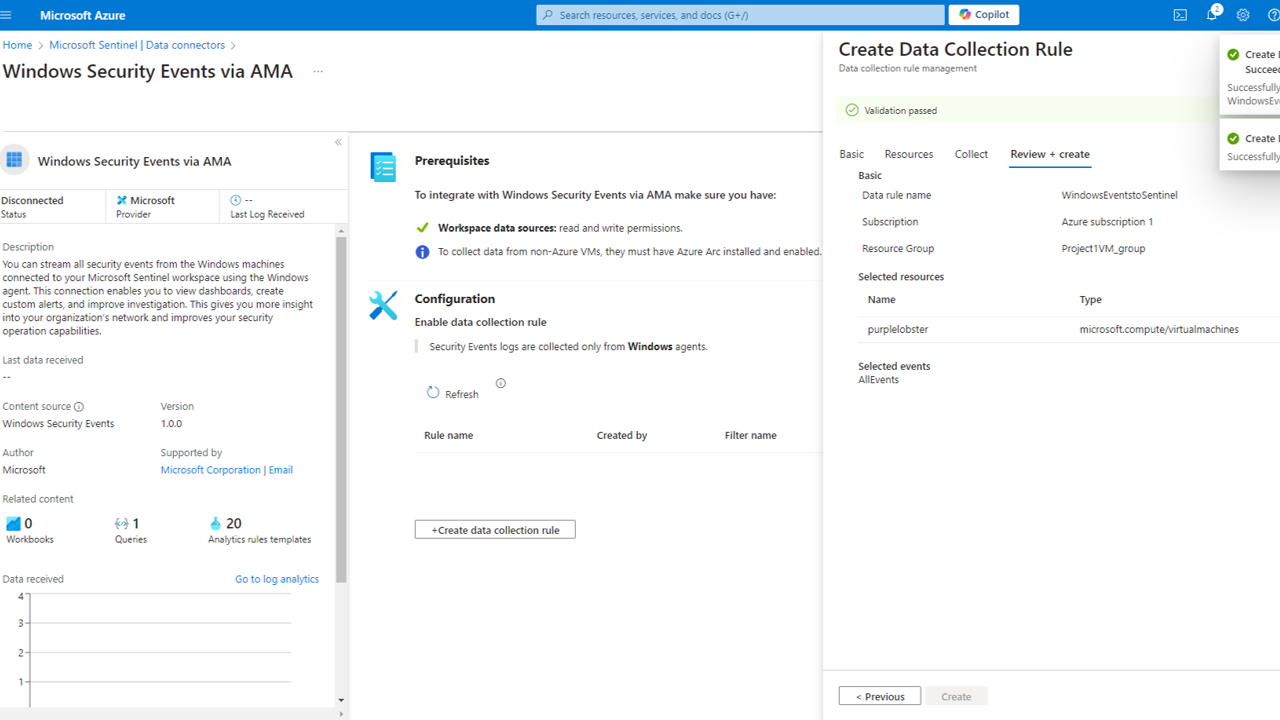 Microsoft Azure
Search resources, services, and docs (G+/)
Copilot
2
Home > Microsoft Sentinel | Data connectors >
Windows Security Events via AMA ...
«
Windows Security Events via AMA
Disconnected
Status
Microsoft
Provider
--
Last Log Received
Description
You can stream all security events from the Windows machines
connected to your Microsoft Sentinel workspace using the Windows
agent. This connection enables you to view dashboards, create
custom alerts, and improve investigation. This gives you more insight
into your organization's network and improves your security
operation capabilities.
Last data received
--
Content source
Version
Windows Security Events
1.0.0
Author
Supported by
Microsoft
Microsoft Corporation | Email
Related content
0
Workbooks
1
Queries
20
Analytics rules templates
Data received
Go to log analytics
4
3
2
1
Prerequisites
To integrate with Windows Security Events via AMA make sure you have:
Workspace data sources: read and write permissions.
To collect data from non-Azure VMs, they must have Azure Arc installed and enabled.
Configuration
Enable data collection rule
Security Events logs are collected only from Windows agents.
Refresh
Rule name
Created by
Filter name
+Create data collection rule
Create Data Collection Rule
Data collection rule management
Validation passed
Basic
Resources
Collect
Review + create
Basic
Data rule name
WindowsEventstoSentinel
Subscription
Azure subscription 1
Resource Group
Project1VM_group
Selected resources
Name
Type
purplelobster
microsoft.compute/virtualmachines
Selected events
AllEvents
< Previous
Create
Create
Successfully
Create
Successfully